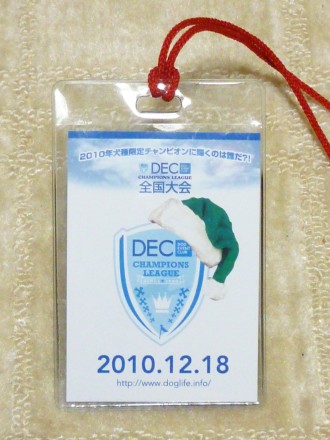 2010年犬種限定チャンピオンに輝くのは誰だ?!
DEC
CHAMPIONS LEAGUE
全国大会
DEC
CHAMPIONS
LEAGUE
2010.12.18
http://www.doglife.info/